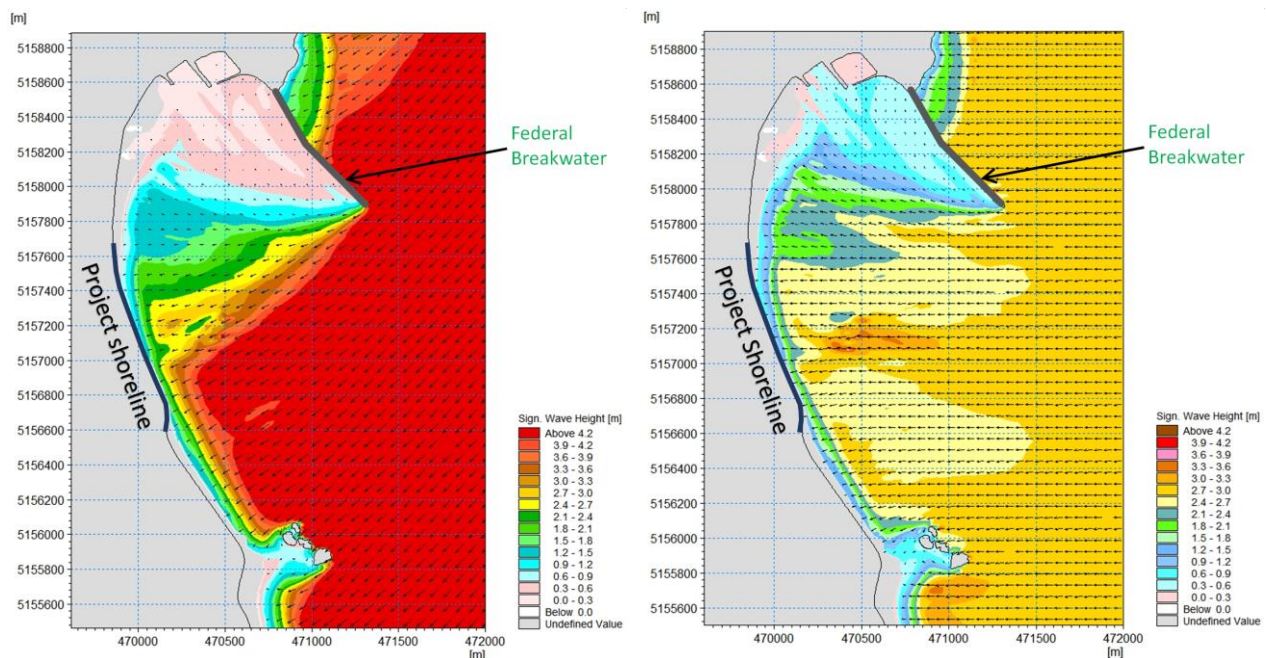 [m]
5158800
5158600
5158400
5158200
5158000
5157800
5157600
5157400
5157200
5157000
5156800
5156600
5156400
5156200
5156000
5155800
5155600
470000 470500 471000 471500 472000
[m]
Federal
Breakwater
Project shoreline
Sign. Wave Height [m]
Above 4.2
3.9 - 4.2
3.6 - 3.9
3.3 - 3.6
3.0 - 3.3
2.7 - 3.0
2.4 - 2.7
2.1 - 2.4
1.8 - 2.1
1.5 - 1.8
1.2 - 1.5
0.9 - 1.2
0.6 - 0.9
0.3 - 0.6
0.0 - 0.3
Below 0.0
Undefined Value
[m]
5158800
5158600
5158400
5158200
5158000
5157800
5157600
5157400
5157200
5157000
5156800
5156600
5156400
5156200
5156000
5155800
5155600
470000 470500 471000 471500 472000
[m]
Federal
Breakwater
Project Shoreline
Sign. Wave Height [m]
Above 4.2
3.9 - 4.2
3.6 - 3.9
3.3 - 3.6
3.0 - 3.3
2.7 - 3.0
2.4 - 2.7
2.1 - 2.4
1.8 - 2.1
1.5 - 1.8
1.2 - 1.5
0.9 - 1.2
0.6 - 0.9
0.3 - 0.6
0.0 - 0.3
Below 0.0
Undefined Value